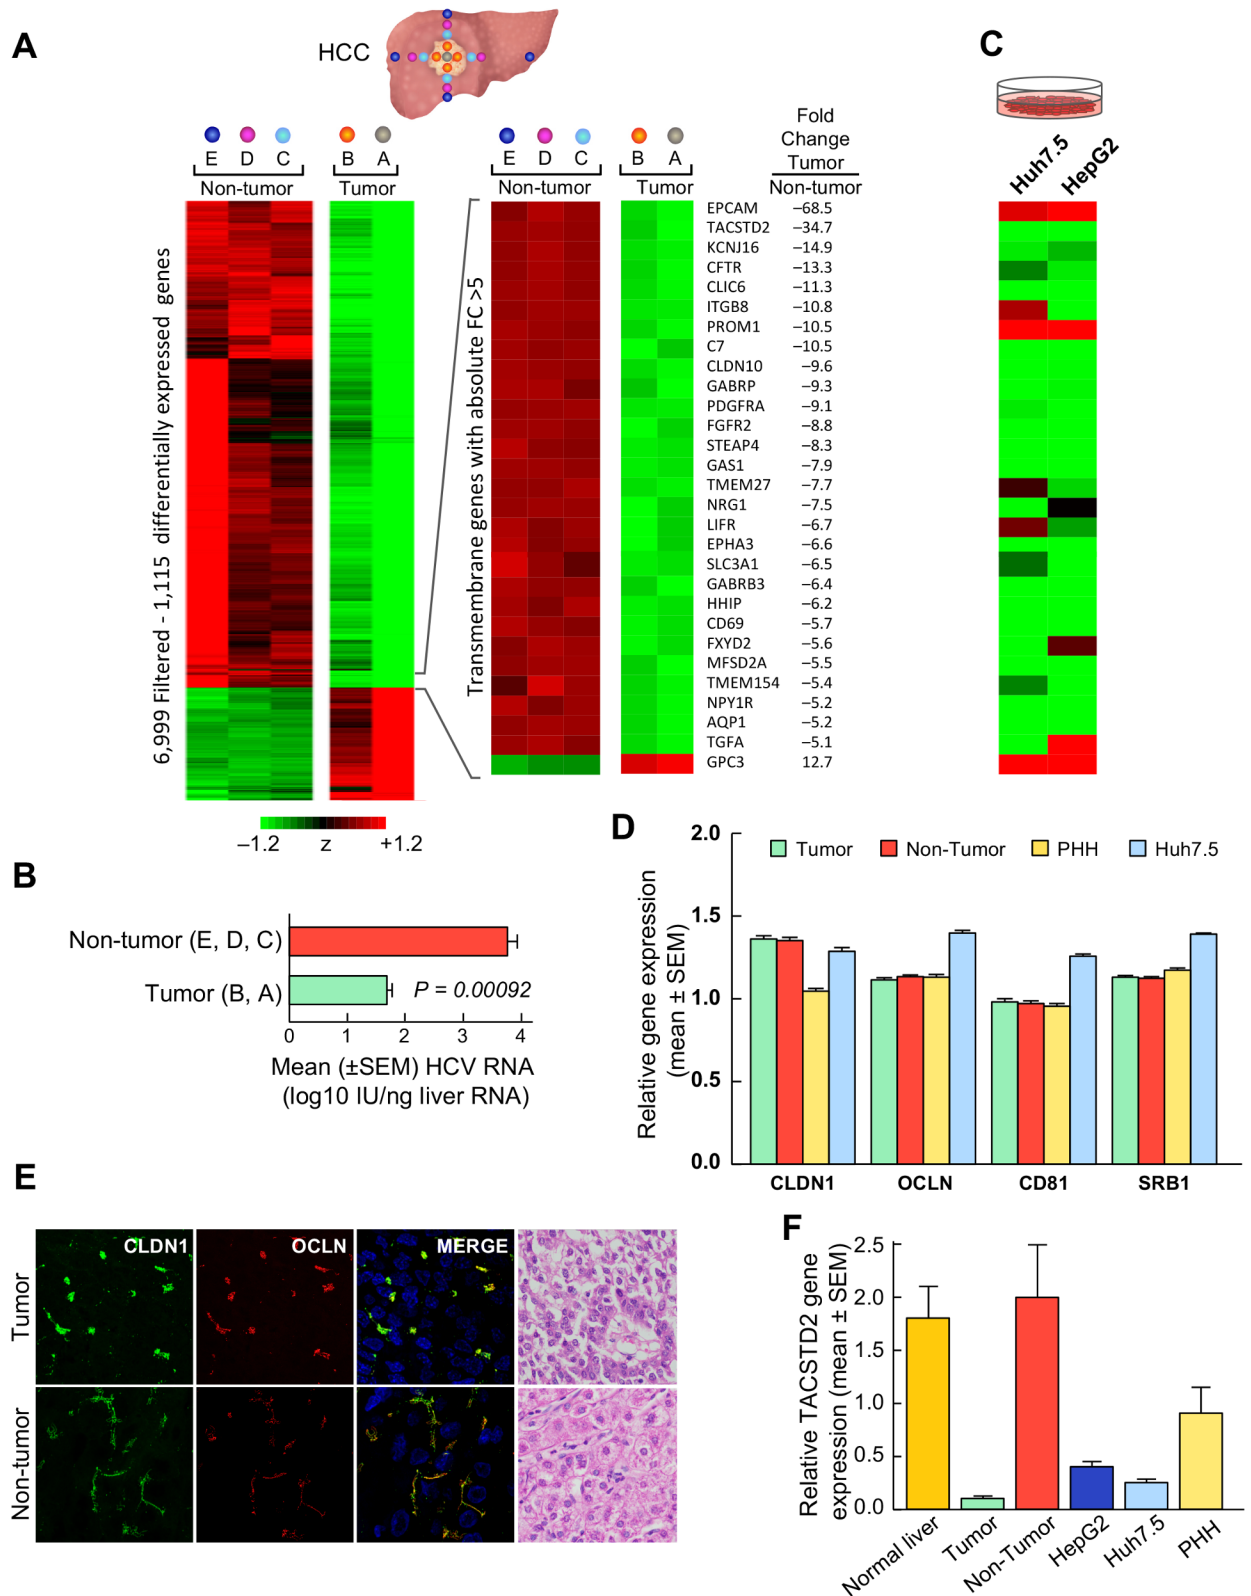 A
HCC
C
E D C B A
Non-tumor Tumor
E D C B A
Non-tumor Tumor
Fold
Change
Tumor
Non-tumor
Huh7.5
HepG2
6,999 Filtered - 1,115 differentially expressed genes
Transmembrane genes with absolute FC >5
EPCAM –68.5
TACSTD2 –34.7
KCNJ16 –14.9
CFTR –13.3
CLIC6 –11.3
ITGB8 –10.8
PROM1 –10.5
C7 –10.5
CLDN10 –9.6
GABRP –9.3
PDGFRA –9.1
FGFR2 –8.8
STEAP4 –8.3
GAS1 –7.9
TMEM27 –7.7
NRG1 –7.5
LIFR –6.7
EPHA3 –6.6
SLC3A1 –6.5
GABRB3 –6.4
HHIP –6.2
CD69 –5.7
FXYD2 –5.6
MFSD2A –5.5
TMEM154 –5.4
NPY1R –5.2
AQP1 –5.2
TGFA –5.1
GPC3 12.7
–1.2 z +1.2
B
Non-tumor (E, D, C)
Tumor (B, A)
P = 0.00092
0 1 2 3 4
Mean (±SEM) HCV RNA
(log10 IU/ng liver RNA)
D
Relative gene expression
(mean ± SEM)
2.0
1.5
1.0
0.5
0.0
Tumor Non-Tumor PHH Huh7.5
CLDN1 OCLN CD81 SRB1
E
CLDN1 OCLN MERGE
Tumor
Non-tumor
F
Relative TACSTD2 gene
expression (mean ± SEM)
2.5
2.0
1.5
1.0
0.5
0.0
Normal liver
Tumor
Non-Tumor
HepG2
Huh7.5
PHH